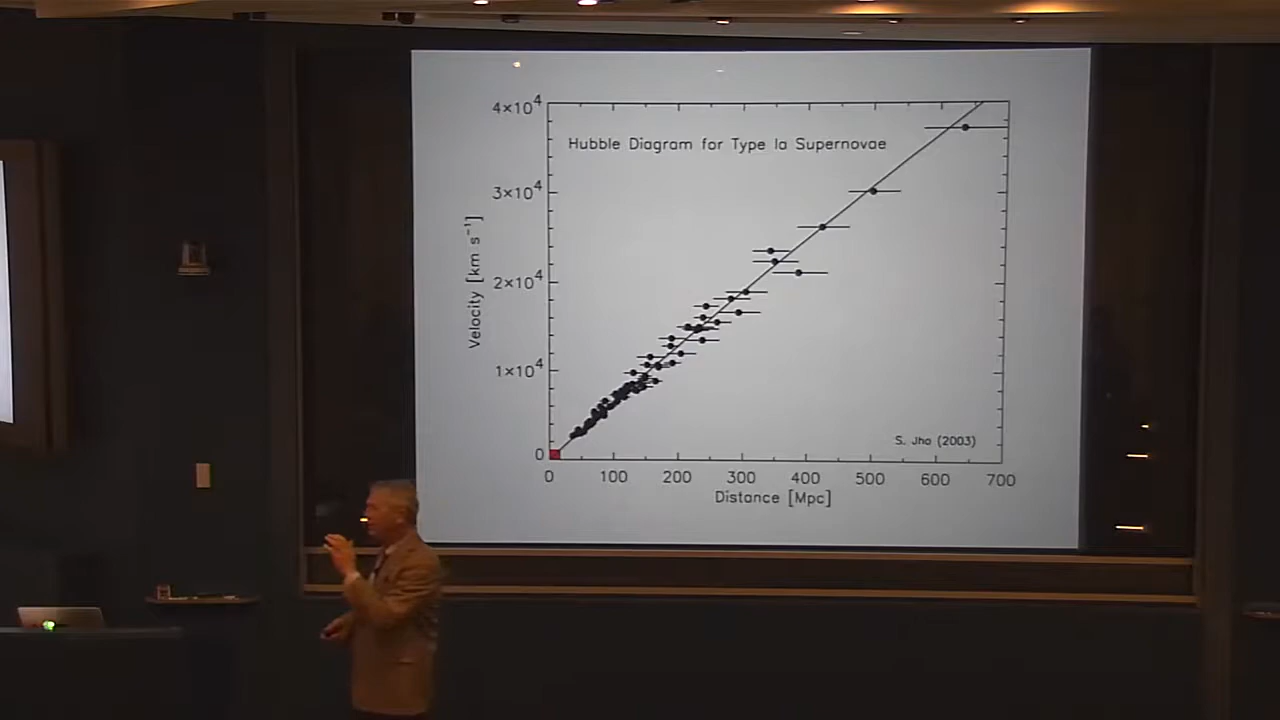 4×10⁴
Hubble Diagram for Type Ia Supernovae
3×10⁴
Velocity [km s⁻¹]
2×10⁴
1×10⁴
S. Jha (2003)
0
0 100 200 300 400 500 600 700
Distance [Mpc]